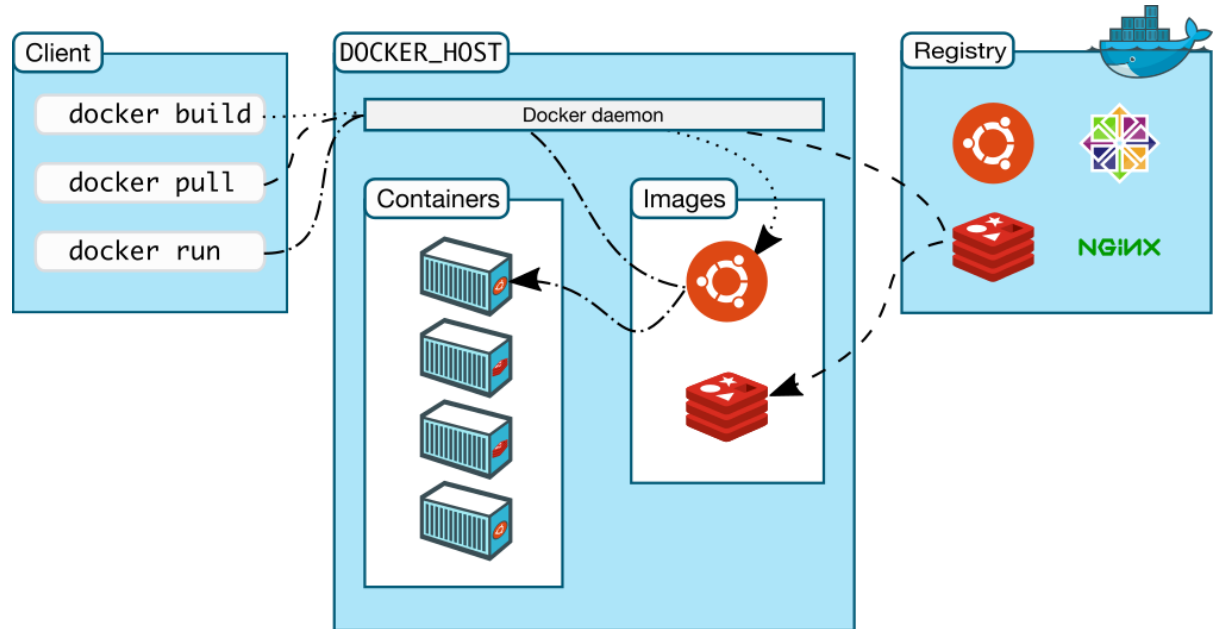 Client
docker build
docker pull
docker run
DOCKER_HOST
Docker daemon
Containers
Images
Registry
NGiNX